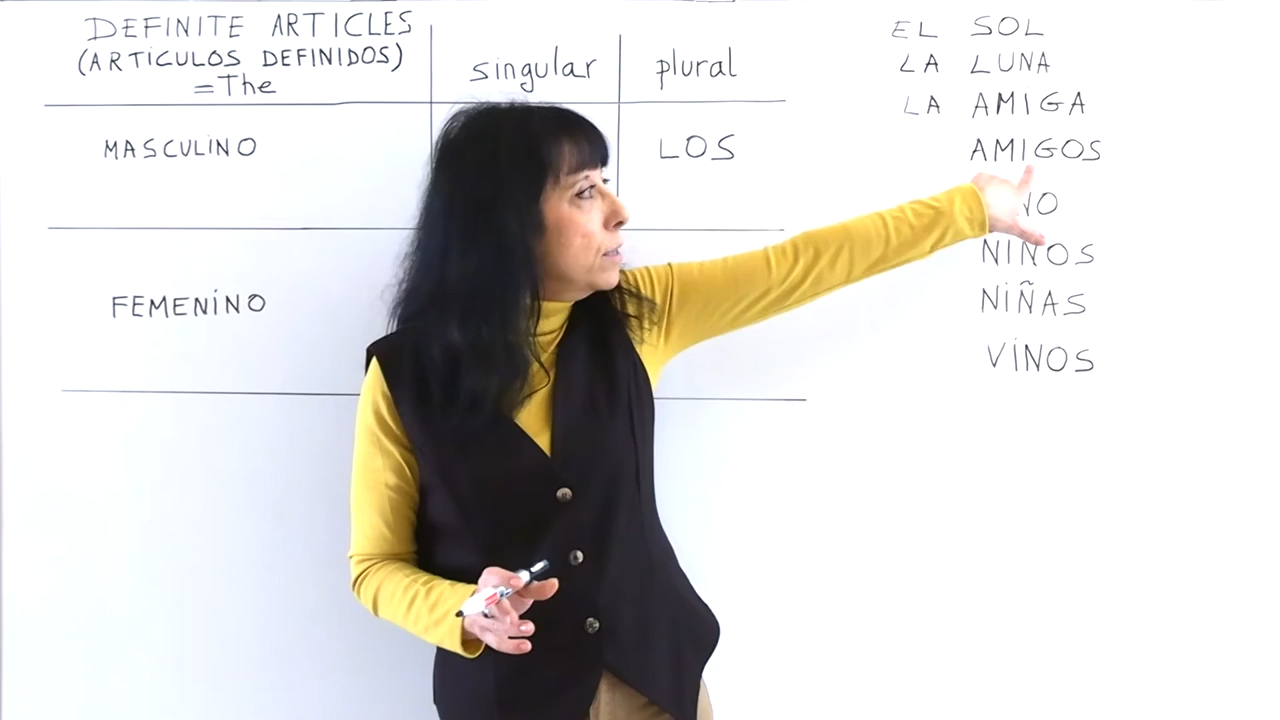 DEFINITE ARTICLES
(ARTÍCULOS DEFINIDOS)
=The
singular
plural
MASCULINO
LOS
FEMENINO
EL SOL
LA LUNA
LA AMIGA
AMIGOS
NIÑOS
NIÑAS
VINOS